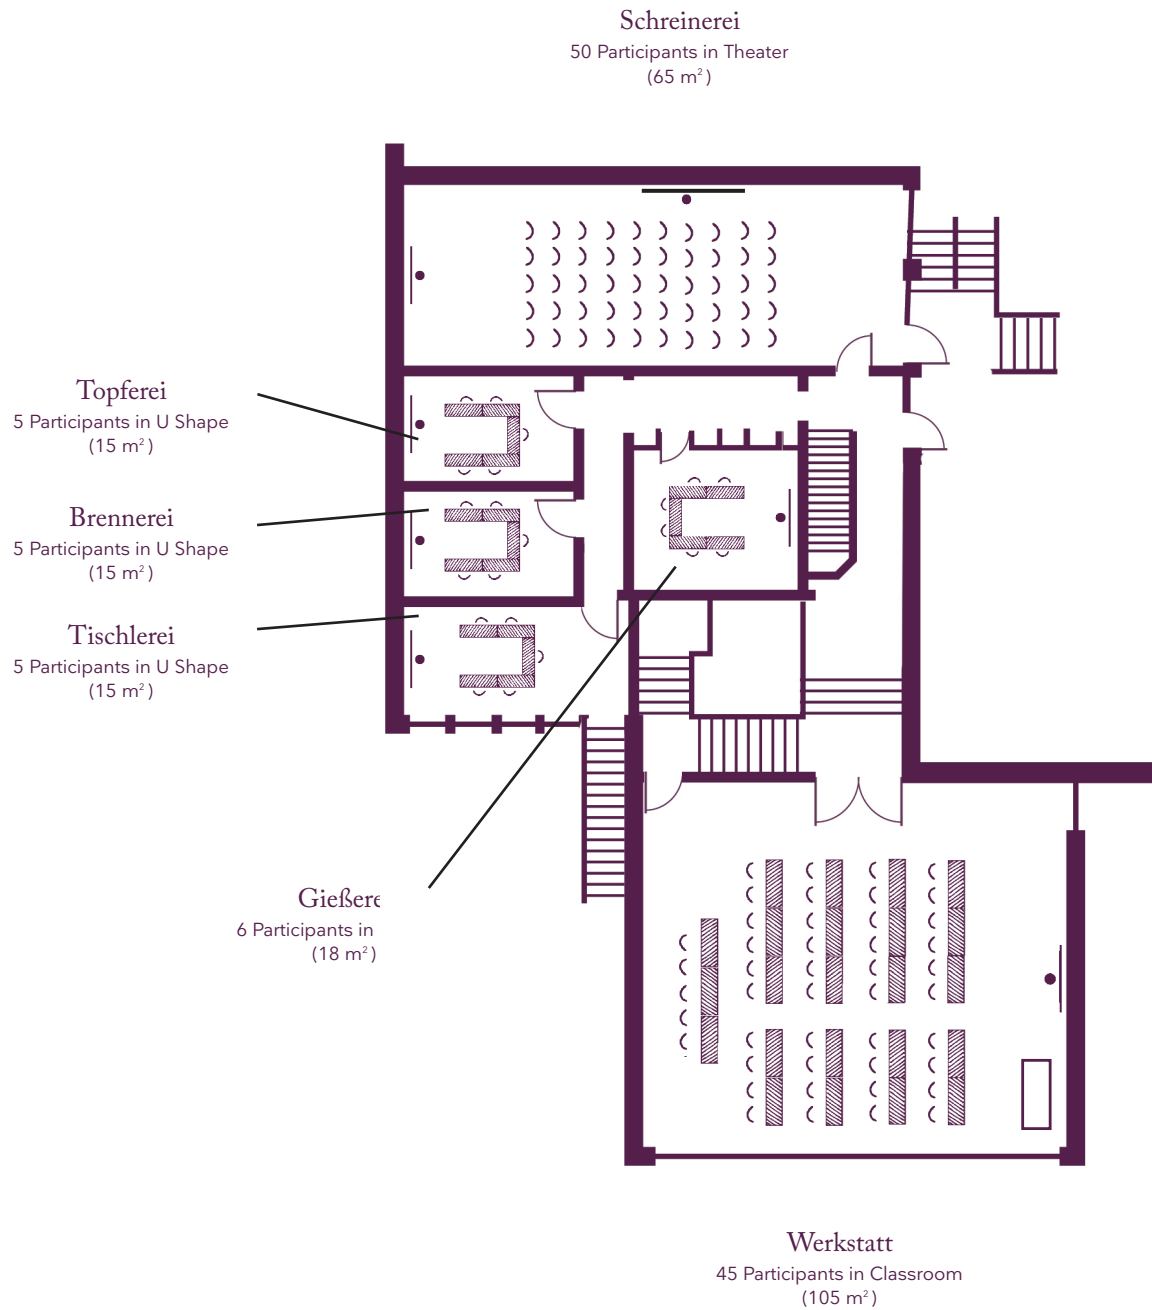 Schreinerei
50 Participants in Theater
(65 m²)
Topferei
5 Participants in U Shape
(15 m²)
Brennerei
5 Participants in U Shape
(15 m²)
Tischlerei
5 Participants in U Shape
(15 m²)
Gießere
6 Participants in
(18 m²)
Werkstatt
45 Participants in Classroom
(105 m²)